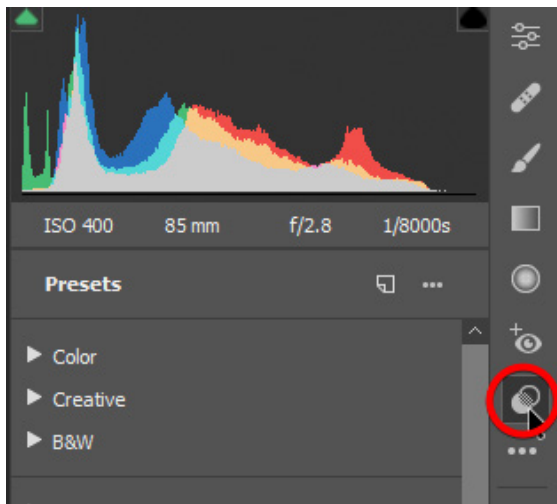 ISO 400 85 mm f/2.8 1/8000s
Presets
Color
Creative
B&W